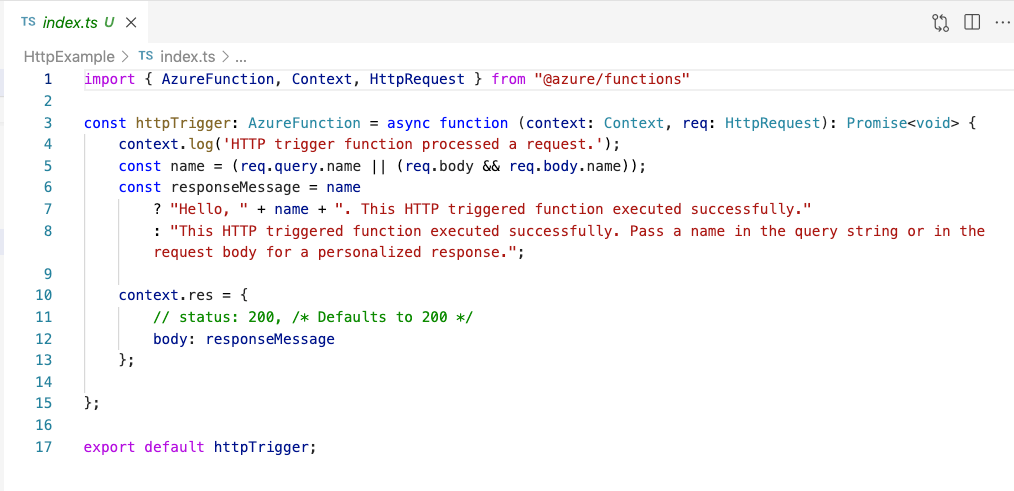 TS index.ts U ×
HttpExample > TS index.ts > ...
1 import { AzureFunction, Context, HttpRequest } from "@azure/functions"
2
3 const httpTrigger: AzureFunction = async function (context: Context, req: HttpRequest): Promise<void> {
4     context.log('HTTP trigger function processed a request.');
5     const name = (req.query.name || (req.body && req.body.name));
6     const responseMessage = name
7         ? "Hello, " + name + ". This HTTP triggered function executed successfully."
8         : "This HTTP triggered function executed successfully. Pass a name in the query string or in the
        request body for a personalized response.";
9
10     context.res = {
11         // status: 200, /* Defaults to 200 */
12         body: responseMessage
13     };
14
15 };
16
17 export default httpTrigger;